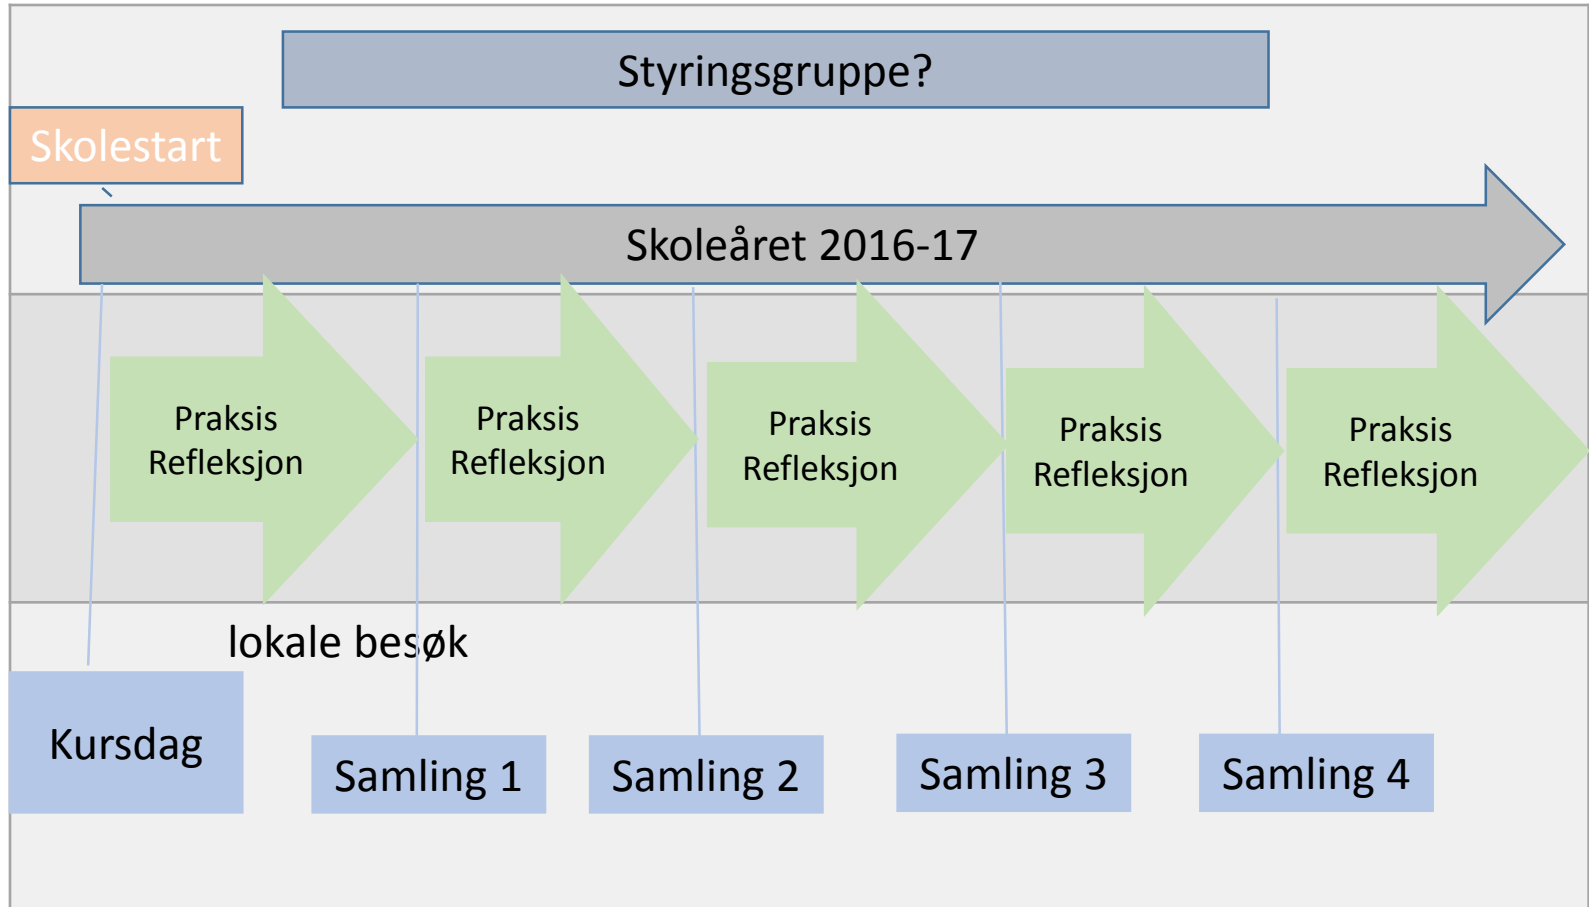 Styringsgruppe?
Skolestart
Skoleåret 2016-17
Praksis
Refleksjon
Praksis
Refleksjon
Praksis
Refleksjon
Praksis
Refleksjon
Praksis
Refleksjon
lokale besøk
Kursdag
Samling 1
Samling 2
Samling 3
Samling 4